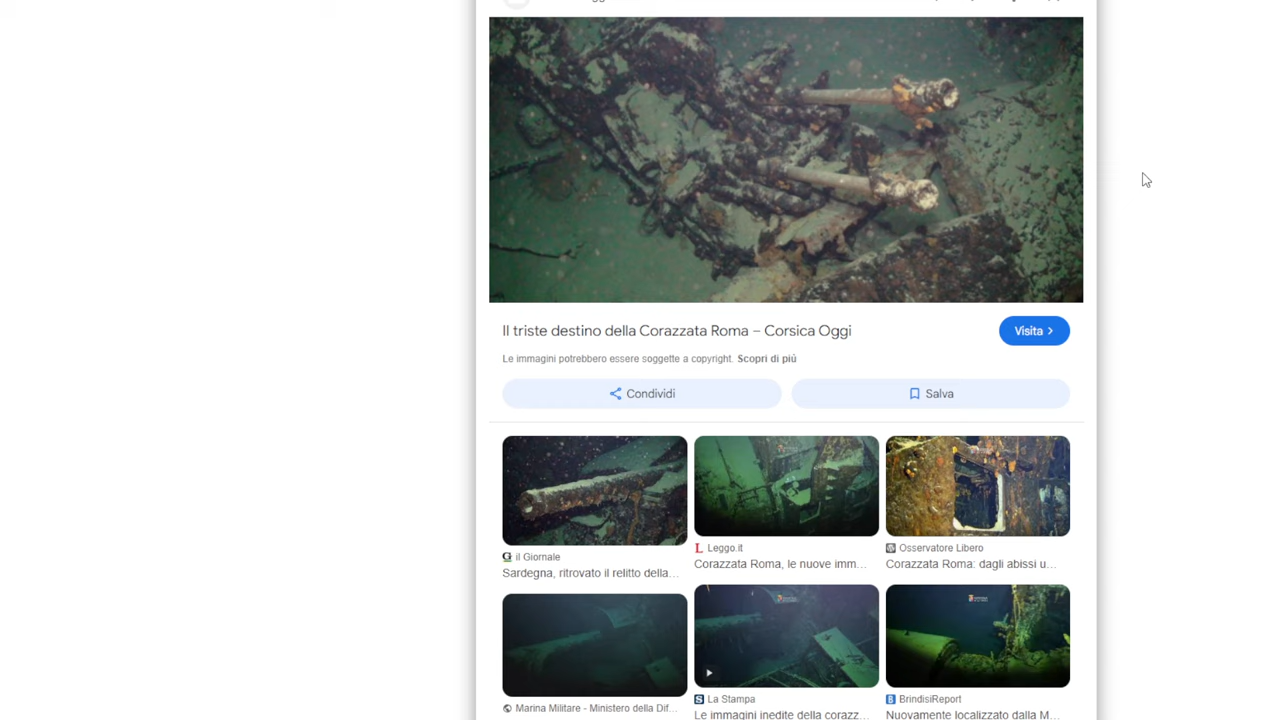 Il triste destino della Corazzata Roma – Corsica Oggi
Visita
Le immagini potrebbero essere soggette a copyright. Scopri di più
Condividi
Salva
il Giornale
Sardegna, ritrovato il relitto della...
Leggo.it
Corazzata Roma, le nuove imm...
Osservatore Libero
Corazzata Roma: dagli abissi u...
Marina Militare - Ministero della Dif...
La Stampa
Le immagini inedite della corazz...
BrindisiReport
Nuovamente localizzato dalla M...